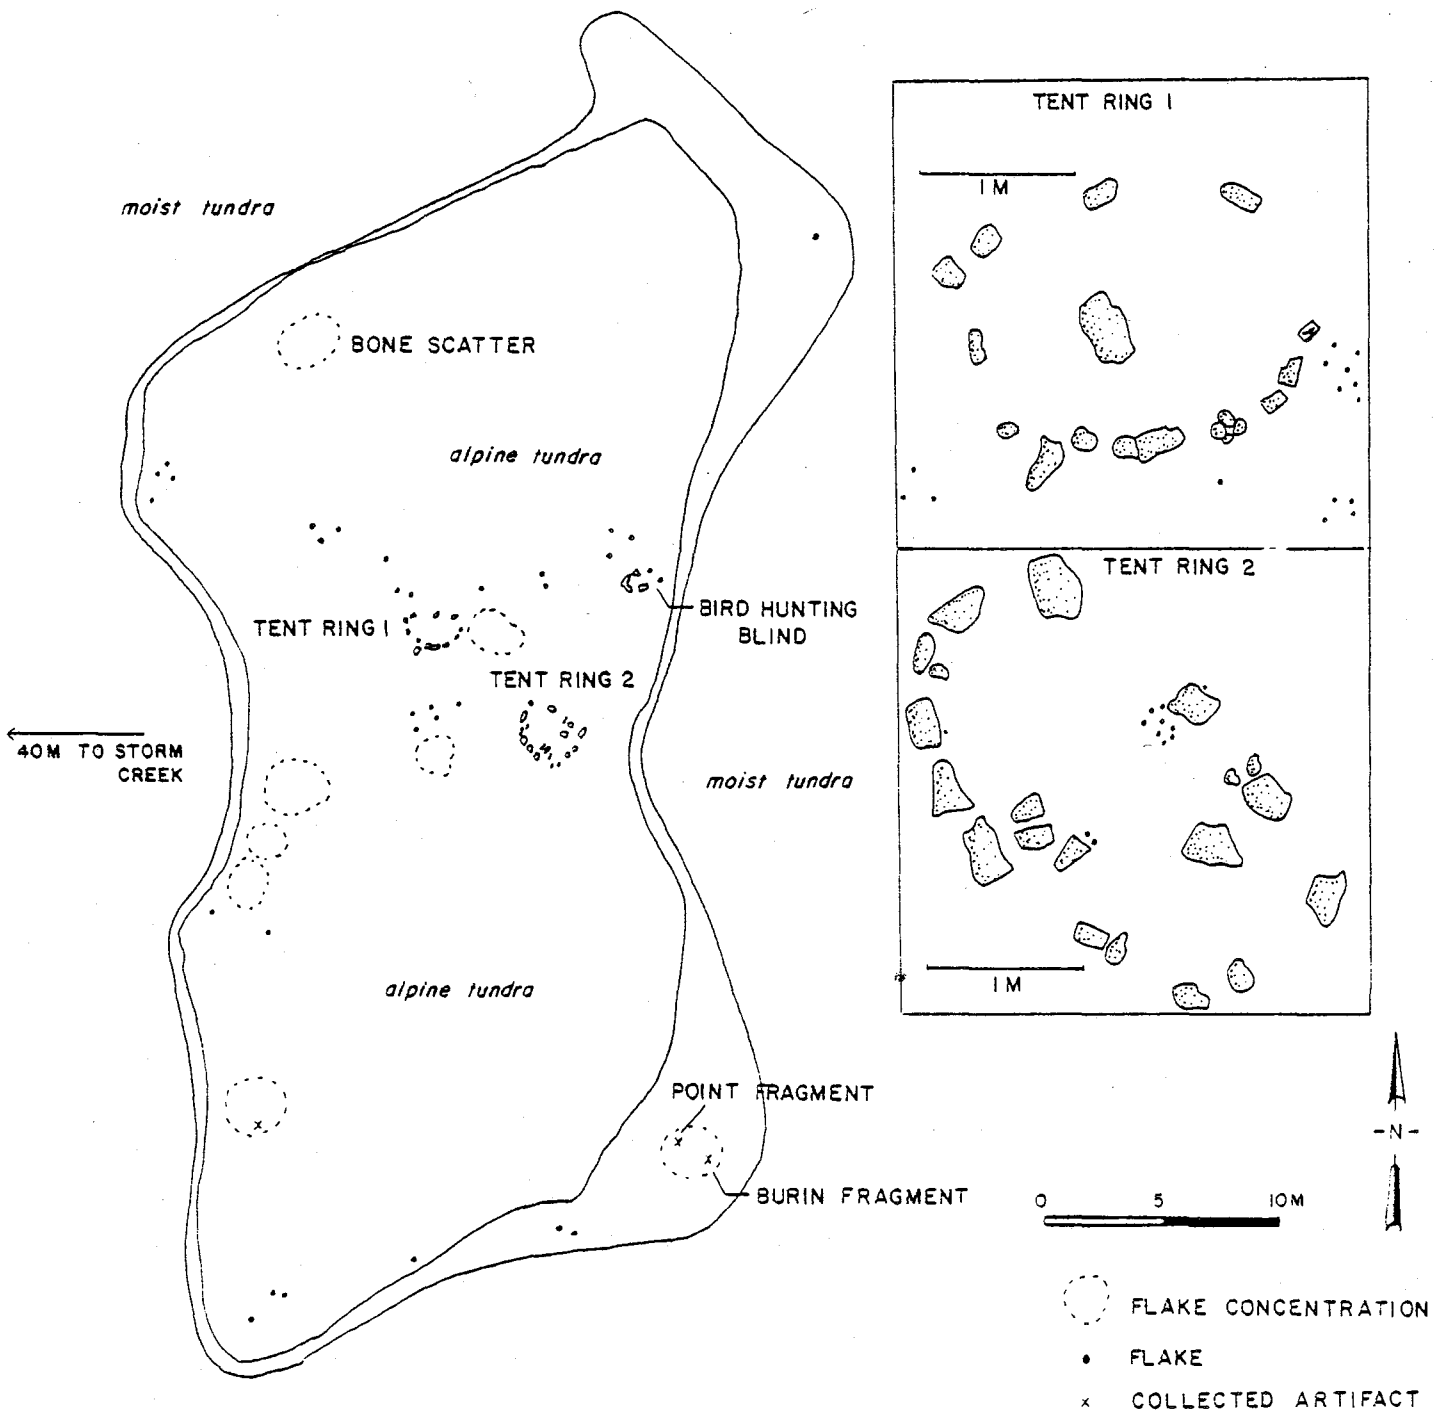 moist tundra
BONE SCATTER
alpine tundra
TENT RING 1
BIRD HUNTING
BLIND
TENT RING 2
40M TO STORM
CREEK
moist tundra
alpine tundra
POINT FRAGMENT
BURIN FRAGMENT
TENT RING 1
1 M
TENT RING 2
1 M
-N-
0 5 10M
FLAKE CONCENTRATION
FLAKE
x COLLECTED ARTIFACT